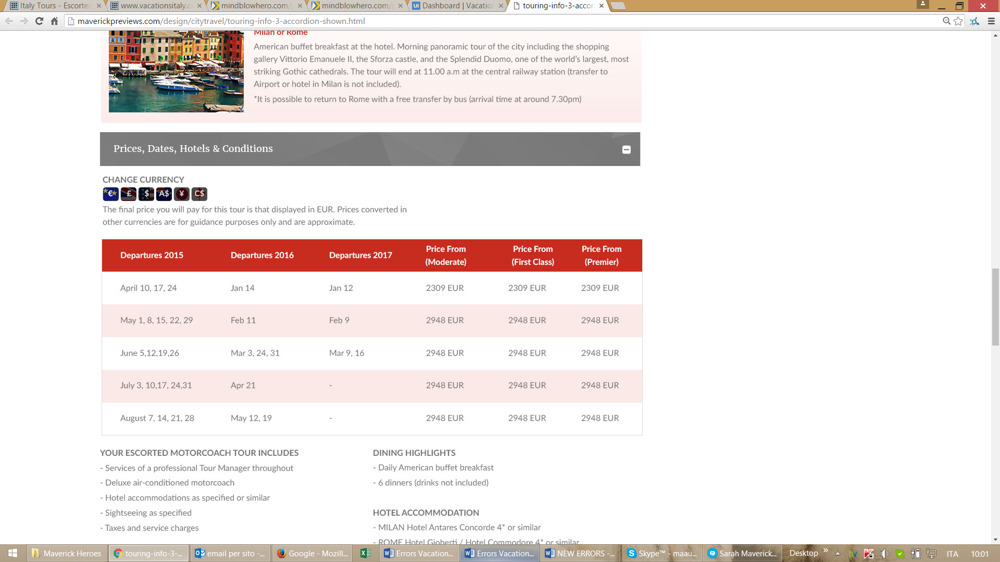 Italy Tours - Escorted
www.vacationsitaly.c
mindblowhero.com/
mindblowhero.com/
UI Dashboard | Vacatio
touring-info-3-accor
maverickpreviews.com/design/citytravel/touring-info-3-accordion-shown.html
Milan or Rome
American buffet breakfast at the hotel. Morning panoramic tour of the city including the shopping
gallery Vittorio Emanuele II, the Sforza castle, and the Splendid Duomo, one of the world's largest, most
striking Gothic cathedrals. The tour will end at 11.00 a.m at the central railway station (transfer to
Airport or hotel in Milan is not included).
*It is possible to return to Rome with a free transfer by bus (arrival time at around 7.30pm)
Prices, Dates, Hotels & Conditions
CHANGE CURRENCY
€ £ $ A$ ¥ C$
The final price you will pay for this tour is that displayed in EUR. Prices converted in
other currencies are for guidance purposes only and are approximate.
Departures 2015 Departures 2016 Departures 2017 Price From (Moderate) Price From (First Class) Price From (Premier)
April 10, 17, 24 Jan 14 Jan 12 2309 EUR 2309 EUR 2309 EUR
May 1, 8, 15, 22, 29 Feb 11 Feb 9 2948 EUR 2948 EUR 2948 EUR
June 5,12,19,26 Mar 3, 24, 31 Mar 9, 16 2948 EUR 2948 EUR 2948 EUR
July 3, 10,17, 24,31 Apr 21 - 2948 EUR 2948 EUR 2948 EUR
August 7, 14, 21, 28 May 12, 19 - 2948 EUR 2948 EUR 2948 EUR
YOUR ESCORTED MOTORCOACH TOUR INCLUDES
- Services of a professional Tour Manager throughout
- Deluxe air-conditioned motorcoach
- Hotel accommodations as specified or similar
- Sightseeing as specified
- Taxes and service charges
DINING HIGHLIGHTS
- Daily American buffet breakfast
- 6 dinners (drinks not included)
HOTEL ACCOMMODATION
- MILAN Hotel Antares Concorde 4* or similar
- ROME Hotel Gioberti / Hotel Commodore 4* or similar
Maverick Heroes
touring-info-3-...
email per sito -...
Google - Mozill...
Errors Vacation...
Errors Vacation...
NEW ERRORS -...
Skype™ - maau...
Sarah Maverick...
Desktop »
ITA
10:01